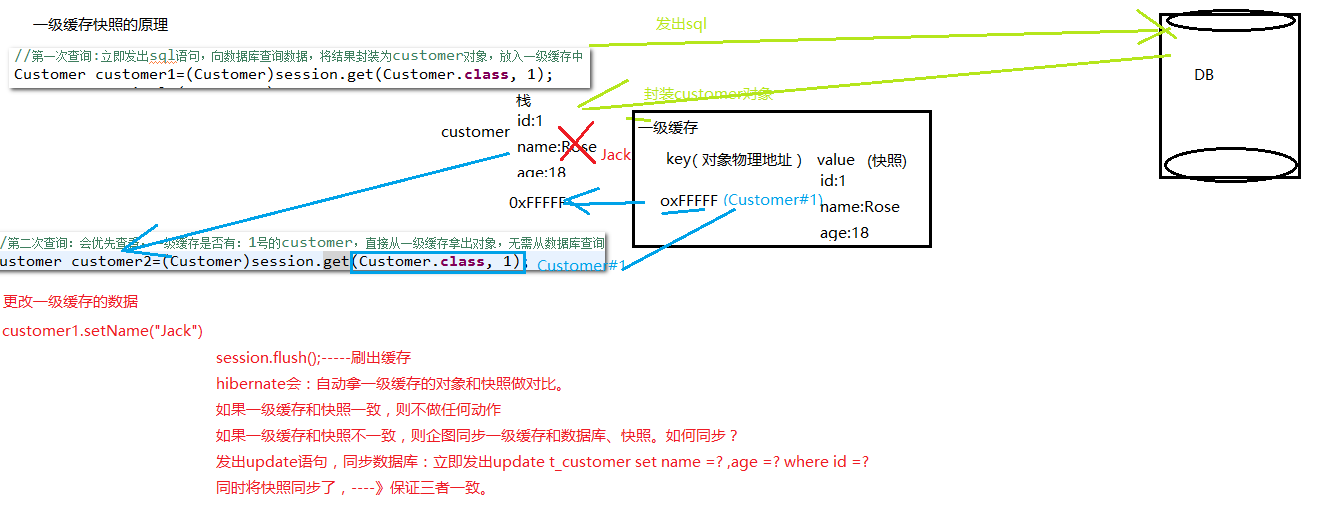 一级缓存快照的原理
发出sql
//第一次查询:立即发出sql语句，向数据库查询数据，将结果封装为customer对象，放入一级缓存中
Customer customer1=(Customer)session.get(Customer.class, 1);
DB
封装customer对象
栈
customer
id:1
name:Rose
Jack
age:18
0xFFFFF
一级缓存
key( 对象物理地址 ) value (快照)
id:1
oxFFFFF (Customer#1)
name:Rose
age:18
/第二次查询: 会优先查看 一级缓存是否有: 1号的customer，直接从一级缓存拿出对象，无需从数据库查询
ustomer customer2=(Customer)session.get(Customer.class, 1);
Customer#1
更改一级缓存的数据
customer1.setName("Jack")
session.flush();-----刷出缓存
hibernate会：自动拿一级缓存的对象和快照做对比。
如果一级缓存和快照一致，则不做任何动作
如果一级缓存和快照不一致，则企图同步一级缓存和数据库、快照。如何同步？
发出update语句，同步数据库：立即发出update t_customer set name =? ,age =? where id =?
同时将快照同步了，----》保证三者一致。